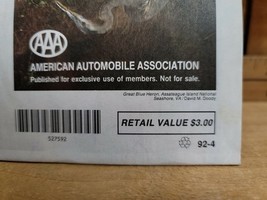 AAA
AMERICAN AUTOMOBILE ASSOCIATION
Published for exclusive use of members. Not for sale.
Great Blue Heron, Assateague Island National
Seashore, VA / David M. Doody
RETAIL VALUE $3.00
527592
92-4